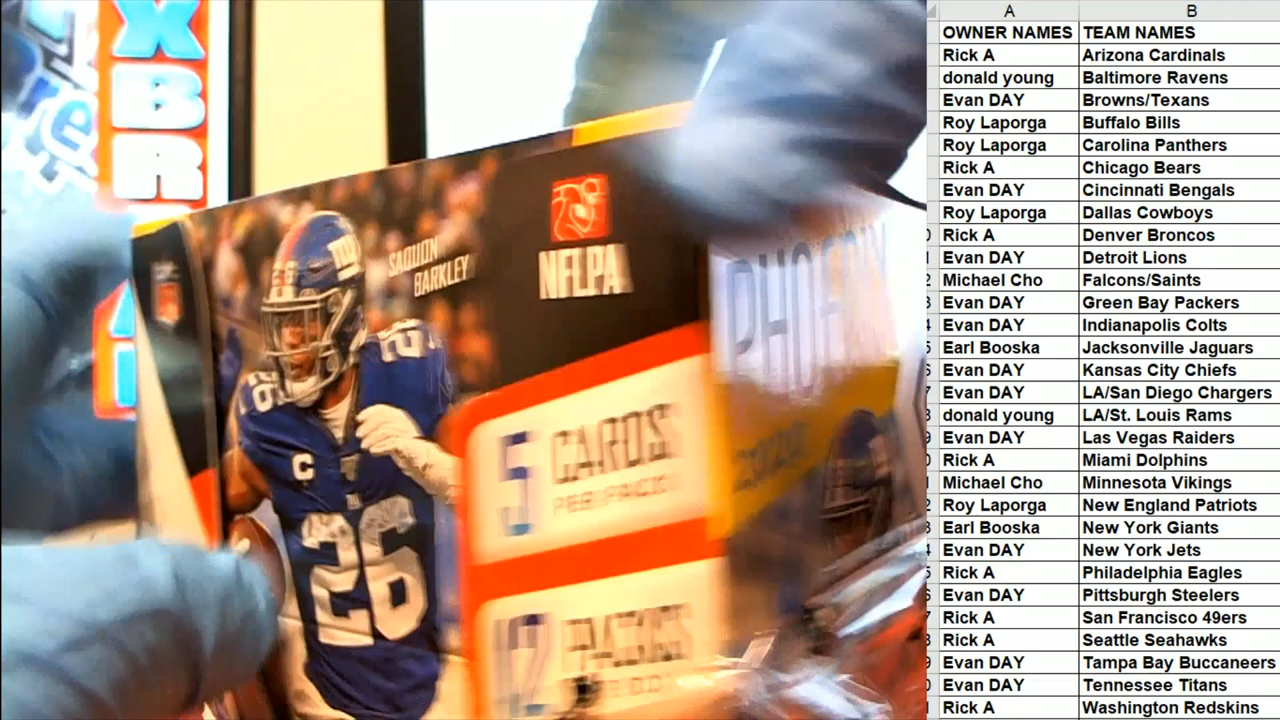 X
B
R
SAQUON
BARKLEY
NFLPA
5 CARDS
PER PACK
12 PACKS
PHOENIX
C
26
A B
OWNER NAMES TEAM NAMES
Rick A Arizona Cardinals
donald young Baltimore Ravens
Evan DAY Browns/Texans
Roy Laporga Buffalo Bills
Roy Laporga Carolina Panthers
Rick A Chicago Bears
Evan DAY Cincinnati Bengals
Roy Laporga Dallas Cowboys
Rick A Denver Broncos
Evan DAY Detroit Lions
Michael Cho Falcons/Saints
Evan DAY Green Bay Packers
Evan DAY Indianapolis Colts
Earl Booska Jacksonville Jaguars
Evan DAY Kansas City Chiefs
Evan DAY LA/San Diego Chargers
donald young LA/St. Louis Rams
Evan DAY Las Vegas Raiders
Rick A Miami Dolphins
Michael Cho Minnesota Vikings
Roy Laporga New England Patriots
Earl Booska New York Giants
Evan DAY New York Jets
Rick A Philadelphia Eagles
Evan DAY Pittsburgh Steelers
Rick A San Francisco 49ers
Rick A Seattle Seahawks
Evan DAY Tampa Bay Buccaneers
Evan DAY Tennessee Titans
Rick A Washington Redskins